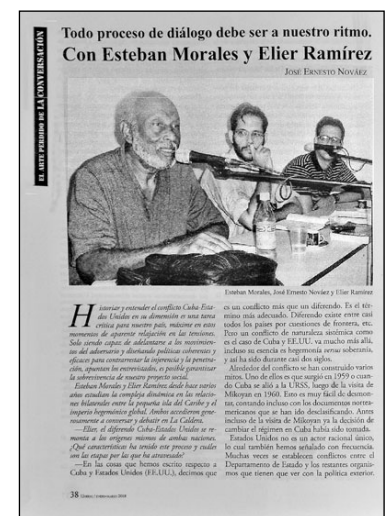 EL ARTE PERDIDO DE LA CONVERSACIÓN
Todo proceso de diálogo debe ser a nuestro ritmo.
Con Esteban Morales y Elier Ramírez
JOSÉ ERNESTO NOVÁEZ
Esteban Morales, José Ernesto Nováez y Elier Ramírez
Historiar y entender el conflicto Cuba-Esta-
dos Unidos en su dimensión es una tarea
crítica para nuestro país, máxime en estos
momentos de aparente relajación en las tensiones.
Solo siendo capaz de adelantarse a los movimien-
tos del adversario y diseñando políticas coherentes y
eficaces para contrarrestar la injerencia y la penetra-
ción, apuntan los entrevistados, es posible garantizar
la sobrevivencia de nuestro proyecto social.
Esteban Morales y Elier Ramírez desde hace varios
años estudian la compleja dinámica en las relacio-
nes bilaterales entre la pequeña isla del Caribe y el
imperio hegemónico global. Ambos accedieron gene-
rosamente a conversar y debatir en La Caldera.
—Elier, el diferendo Cuba-Estados Unidos se re-
monta a los orígenes mismos de ambas naciones.
¿Qué características ha tenido este proceso y cuáles
son las etapas por las que ha atravesado?
—En las cosas que hemos escrito respecto a
Cuba y Estados Unidos (EE.UU.), decimos que
es un conflicto más que un diferendo. Es el tér-
mino más adecuado. Diferendo existe entre casi
todos los países por cuestiones de frontera, etc.
Pero un conflicto de naturaleza sistémica como
es el caso de Cuba y EE.UU. va mucho más allá,
incluso su esencia es hegemonía versus soberanía,
y así ha sido durante casi dos siglos.
Alrededor del conflicto se han construido varios
mitos. Uno de ellos es que surgió en 1959 o cuan-
do Cuba se alió a la URSS, luego de la visita de
Mikoyan en 1960. Esto es muy fácil de desmon-
tar, contando incluso con los documentos nortea-
mericanos que se han ido desclasificando. Antes
incluso de la visita de Mikoyan ya la decisión de
cambiar el régimen en Cuba había sido tomada.
Estados Unidos no es un actor racional único,
lo cual también hemos señalado con frecuencia.
Muchas veces se establecen conflictos entre el
Departamento de Estado y los restantes organis-
mos que tienen que ver con la política exterior.
38